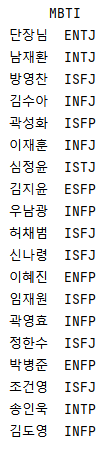 MBTI
단장님 ENTJ
남재환 INTJ
방영찬 ISFJ
김수아 INFJ
곽성화 ISFP
이재훈 INFJ
심정윤 ISTJ
김지윤 ESFP
우남광 INFP
허채범 ISFJ
신나령 ISFJ
이혜진 ENFP
임재원 ISFP
곽영효 INFP
정한수 ISFJ
박병준 ENFP
조건영 ISFJ
송인욱 INTP
김도영 INFP